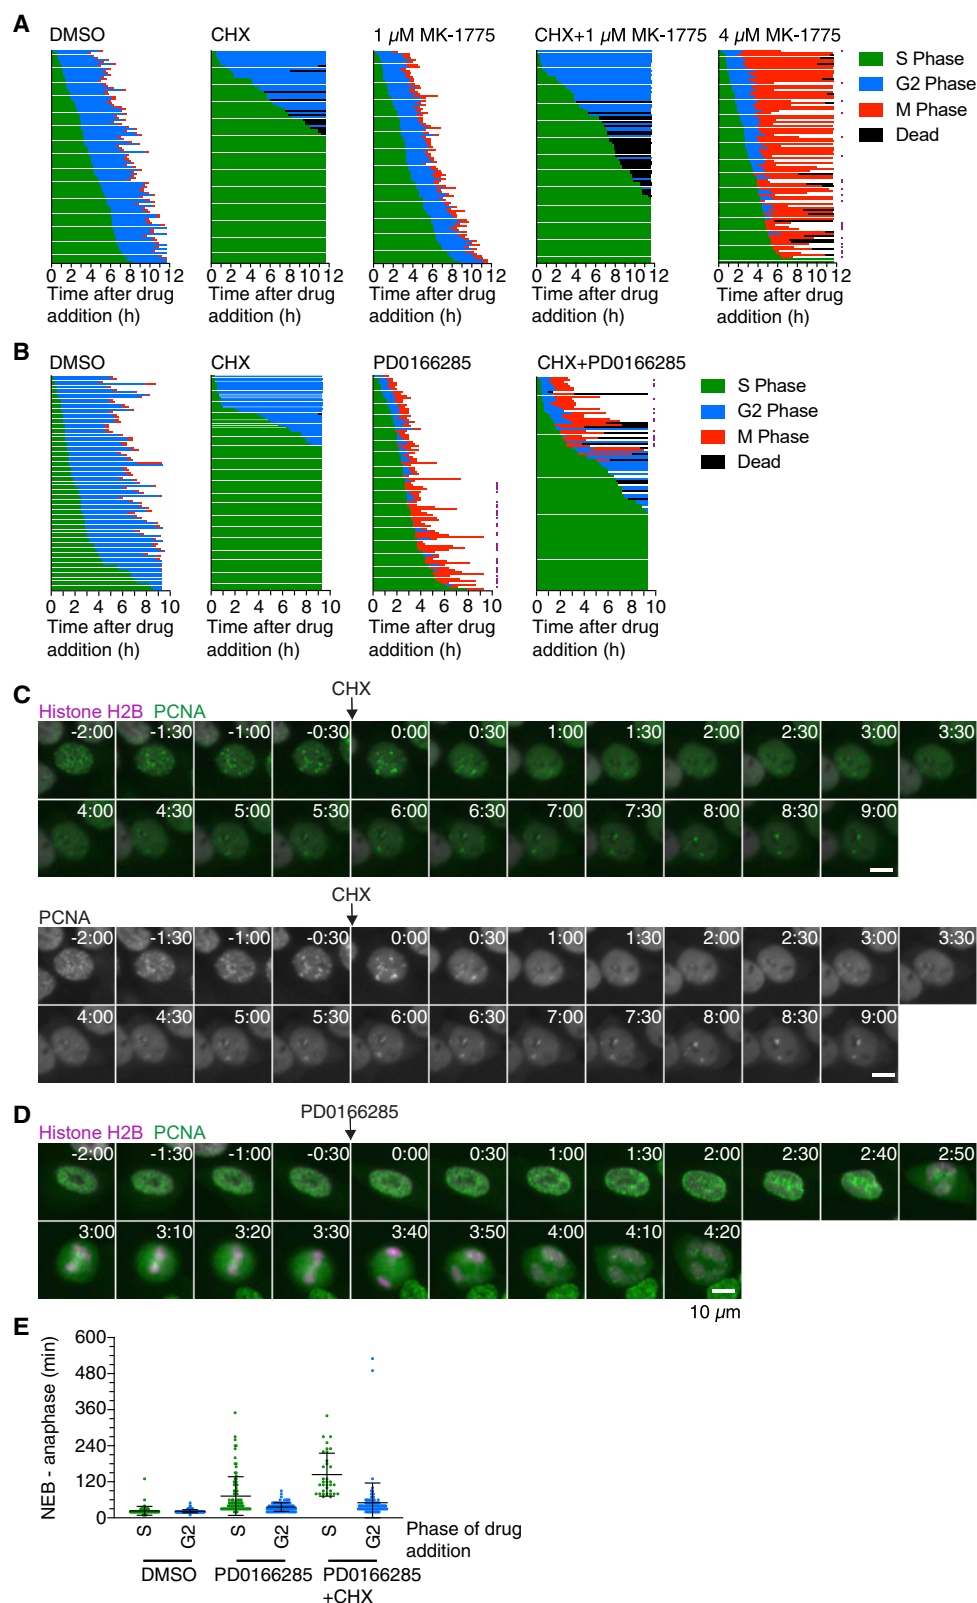 A
DMSO
CHX
1 µM MK-1775
CHX+1 µM MK-1775
4 µM MK-1775
S Phase
G2 Phase
M Phase
Dead
0 2 4 6 8 10 12
0 2 4 6 8 10 12
0 2 4 6 8 10 12
0 2 4 6 8 10 12
0 2 4 6 8 10 12
Time after drug addition (h)
Time after drug addition (h)
Time after drug addition (h)
Time after drug addition (h)
Time after drug addition (h)
B
DMSO
CHX
PD0166285
CHX+PD0166285
S Phase
G2 Phase
M Phase
Dead
0 2 4 6 8 10
0 2 4 6 8 10
0 2 4 6 8 10
0 2 4 6 8 10
Time after drug addition (h)
Time after drug addition (h)
Time after drug addition (h)
Time after drug addition (h)
C
CHX
Histone H2B PCNA
-2:00 -1:30 -1:00 -0:30 0:00 0:30 1:00 1:30 2:00 2:30 3:00 3:30
4:00 4:30 5:00 5:30 6:00 6:30 7:00 7:30 8:00 8:30 9:00
CHX
PCNA
-2:00 -1:30 -1:00 -0:30 0:00 0:30 1:00 1:30 2:00 2:30 3:00 3:30
4:00 4:30 5:00 5:30 6:00 6:30 7:00 7:30 8:00 8:30 9:00
D
PD0166285
Histone H2B PCNA
-2:00 -1:30 -1:00 -0:30 0:00 0:30 1:00 1:30 2:00 2:30 2:40 2:50
3:00 3:10 3:20 3:30 3:40 3:50 4:00 4:10 4:20
10 µm
E
NEB - anaphase (min)
600
480
360
240
120
0
S G2 S G2 S G2
Phase of drug addition
DMSO PD0166285 PD0166285
+CHX